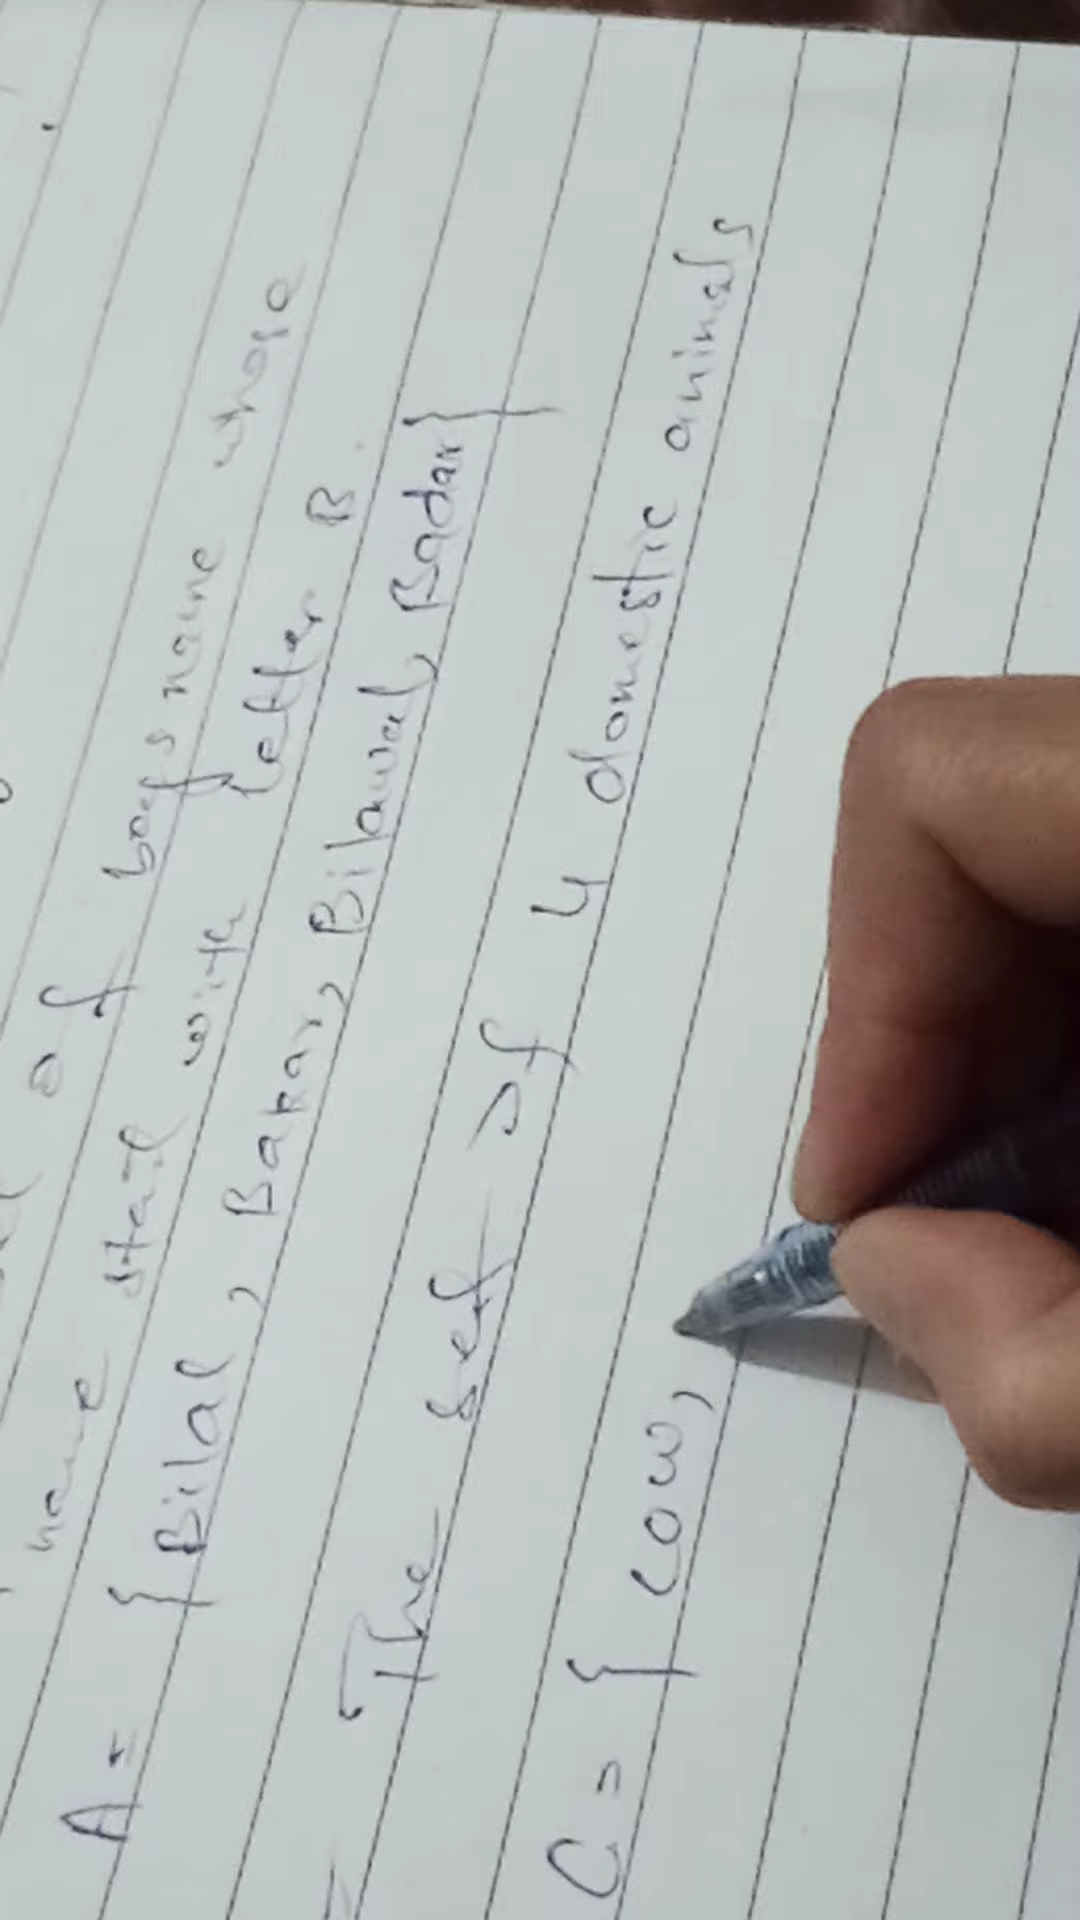 of boys name whose
name start with letter B.
A = { Bilal, Bakar, Bilawal, Badar}
The set of 4 domestic animals
C = { cow,